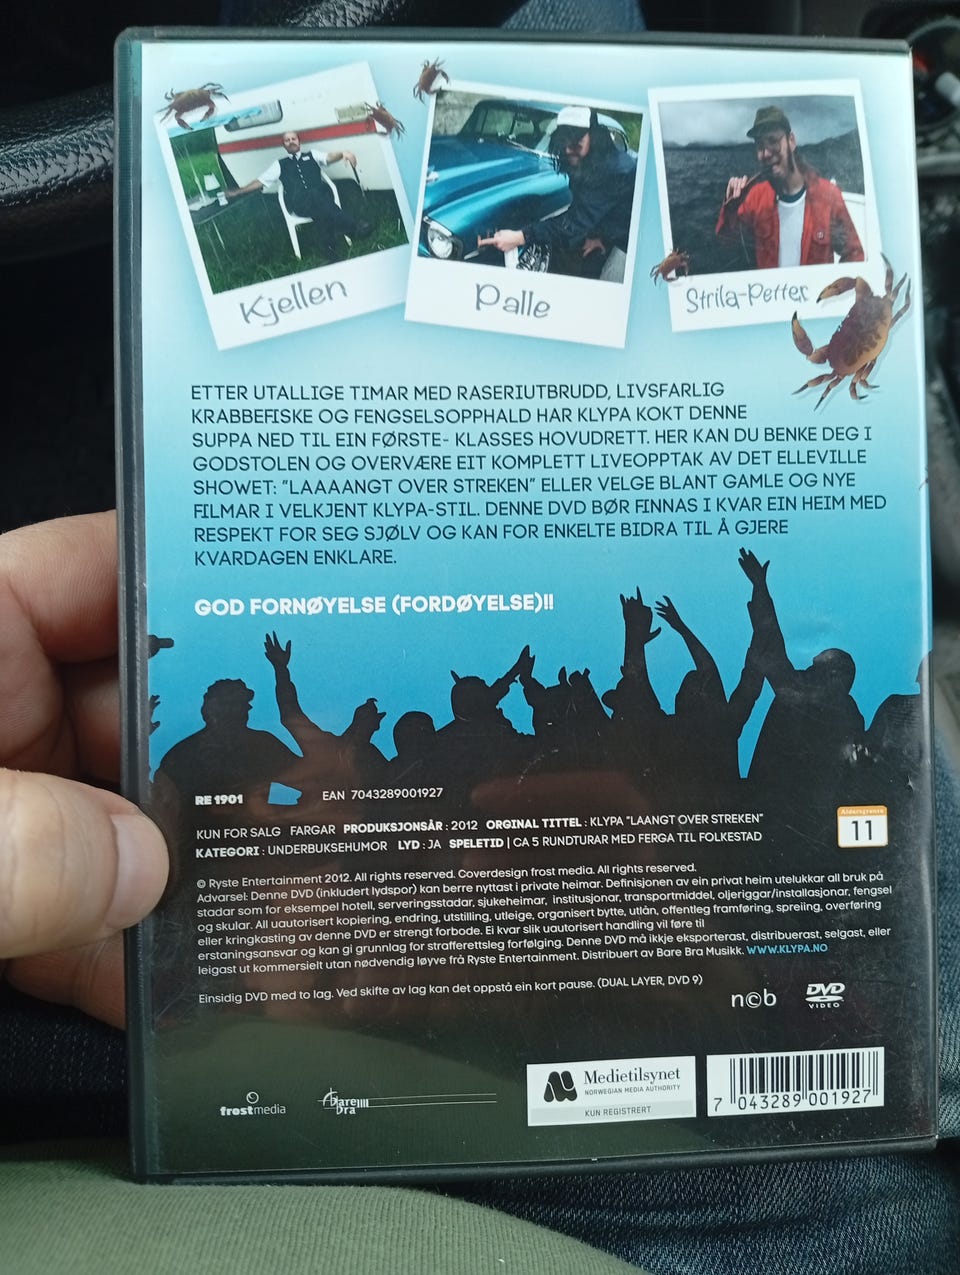 Kjellen
Palle
Strila-Petter
ETTER UTALLIGE TIMAR MED RASERIUTBRUDD, LIVSFARLIG
KRABBEFISKE OG FENGSELSOPPHALD HAR KLYPA KOKT DENNE
SUPPA NED TIL EIN FØRSTE- KLASSES HOVUDRETT. HER KAN DU BENKE DEG I
GODSTOLEN OG OVERVÆRE EIT KOMPLETT LIVEOPPTAK AV DET ELLEVILLE
SHOWET: "LAAAANGT OVER STREKEN" ELLER VELGE BLANT GAMLE OG NYE
FILMAR I VELKJENT KLYPA-STIL. DENNE DVD BØR FINNAS I KVAR EIN HEIM MED
RESPEKT FOR SEG SJØLV OG KAN FOR ENKELTE BIDRA TIL Å GJERE
KVARDAGEN ENKLARE.
GOD FORNØYELSE (FORDØYELSE)!!
RE 1901 EAN 7043289001927
KUN FOR SALG FARGAR PRODUKSJONSÅR : 2012 ORGINAL TITTEL : KLYPA "LAANGT OVER STREKEN"
KATEGORI : UNDERBUKSEHUMOR LYD : JA SPELETID | CA 5 RUNDTURAR MED FERGA TIL FOLKESTAD
Aldersgrense
11
© Ryste Entertainment 2012. All rights reserved. Coverdesign frost media. All rights reserved.
Advarsel: Denne DVD (inkludert lydspor) kan berre nyttast i private heimar. Definisjonen av ein privat heim utelukkar all bruk på
stadar som for eksempel hotell, serveringsstadar, sjukeheimar, institusjonar, transportmiddel, oljeriggar/installasjonar, fengsel
og skular. All uautorisert kopiering, endring, utstilling, utleige, organisert bytte, utlån, offentleg framføring, spreiing, overføring
eller kringkasting av denne DVD er strengt forbode. Ei kvar slik uautorisert handling vil føre til
erstaningsansvar og kan gi grunnlag for strafferettsleg forfølging. Denne DVD må ikkje eksporterast, distribuerast, selgast, eller
leigast ut kommersielt utan nødvendig løyve frå Ryste Entertainment. Distribuert av Bare Bra Musikk. WWW.KLYPA.NO
Einsidig DVD med to lag. Ved skifte av lag kan det oppstå ein kort pause. (DUAL LAYER, DVD 9)
n©b
DVD
VIDEO
frostmedia
Bare
bra
Medietilsynet
NORWEGIAN MEDIA AUTHORITY
KUN REGISTRERT
7 043289 001927